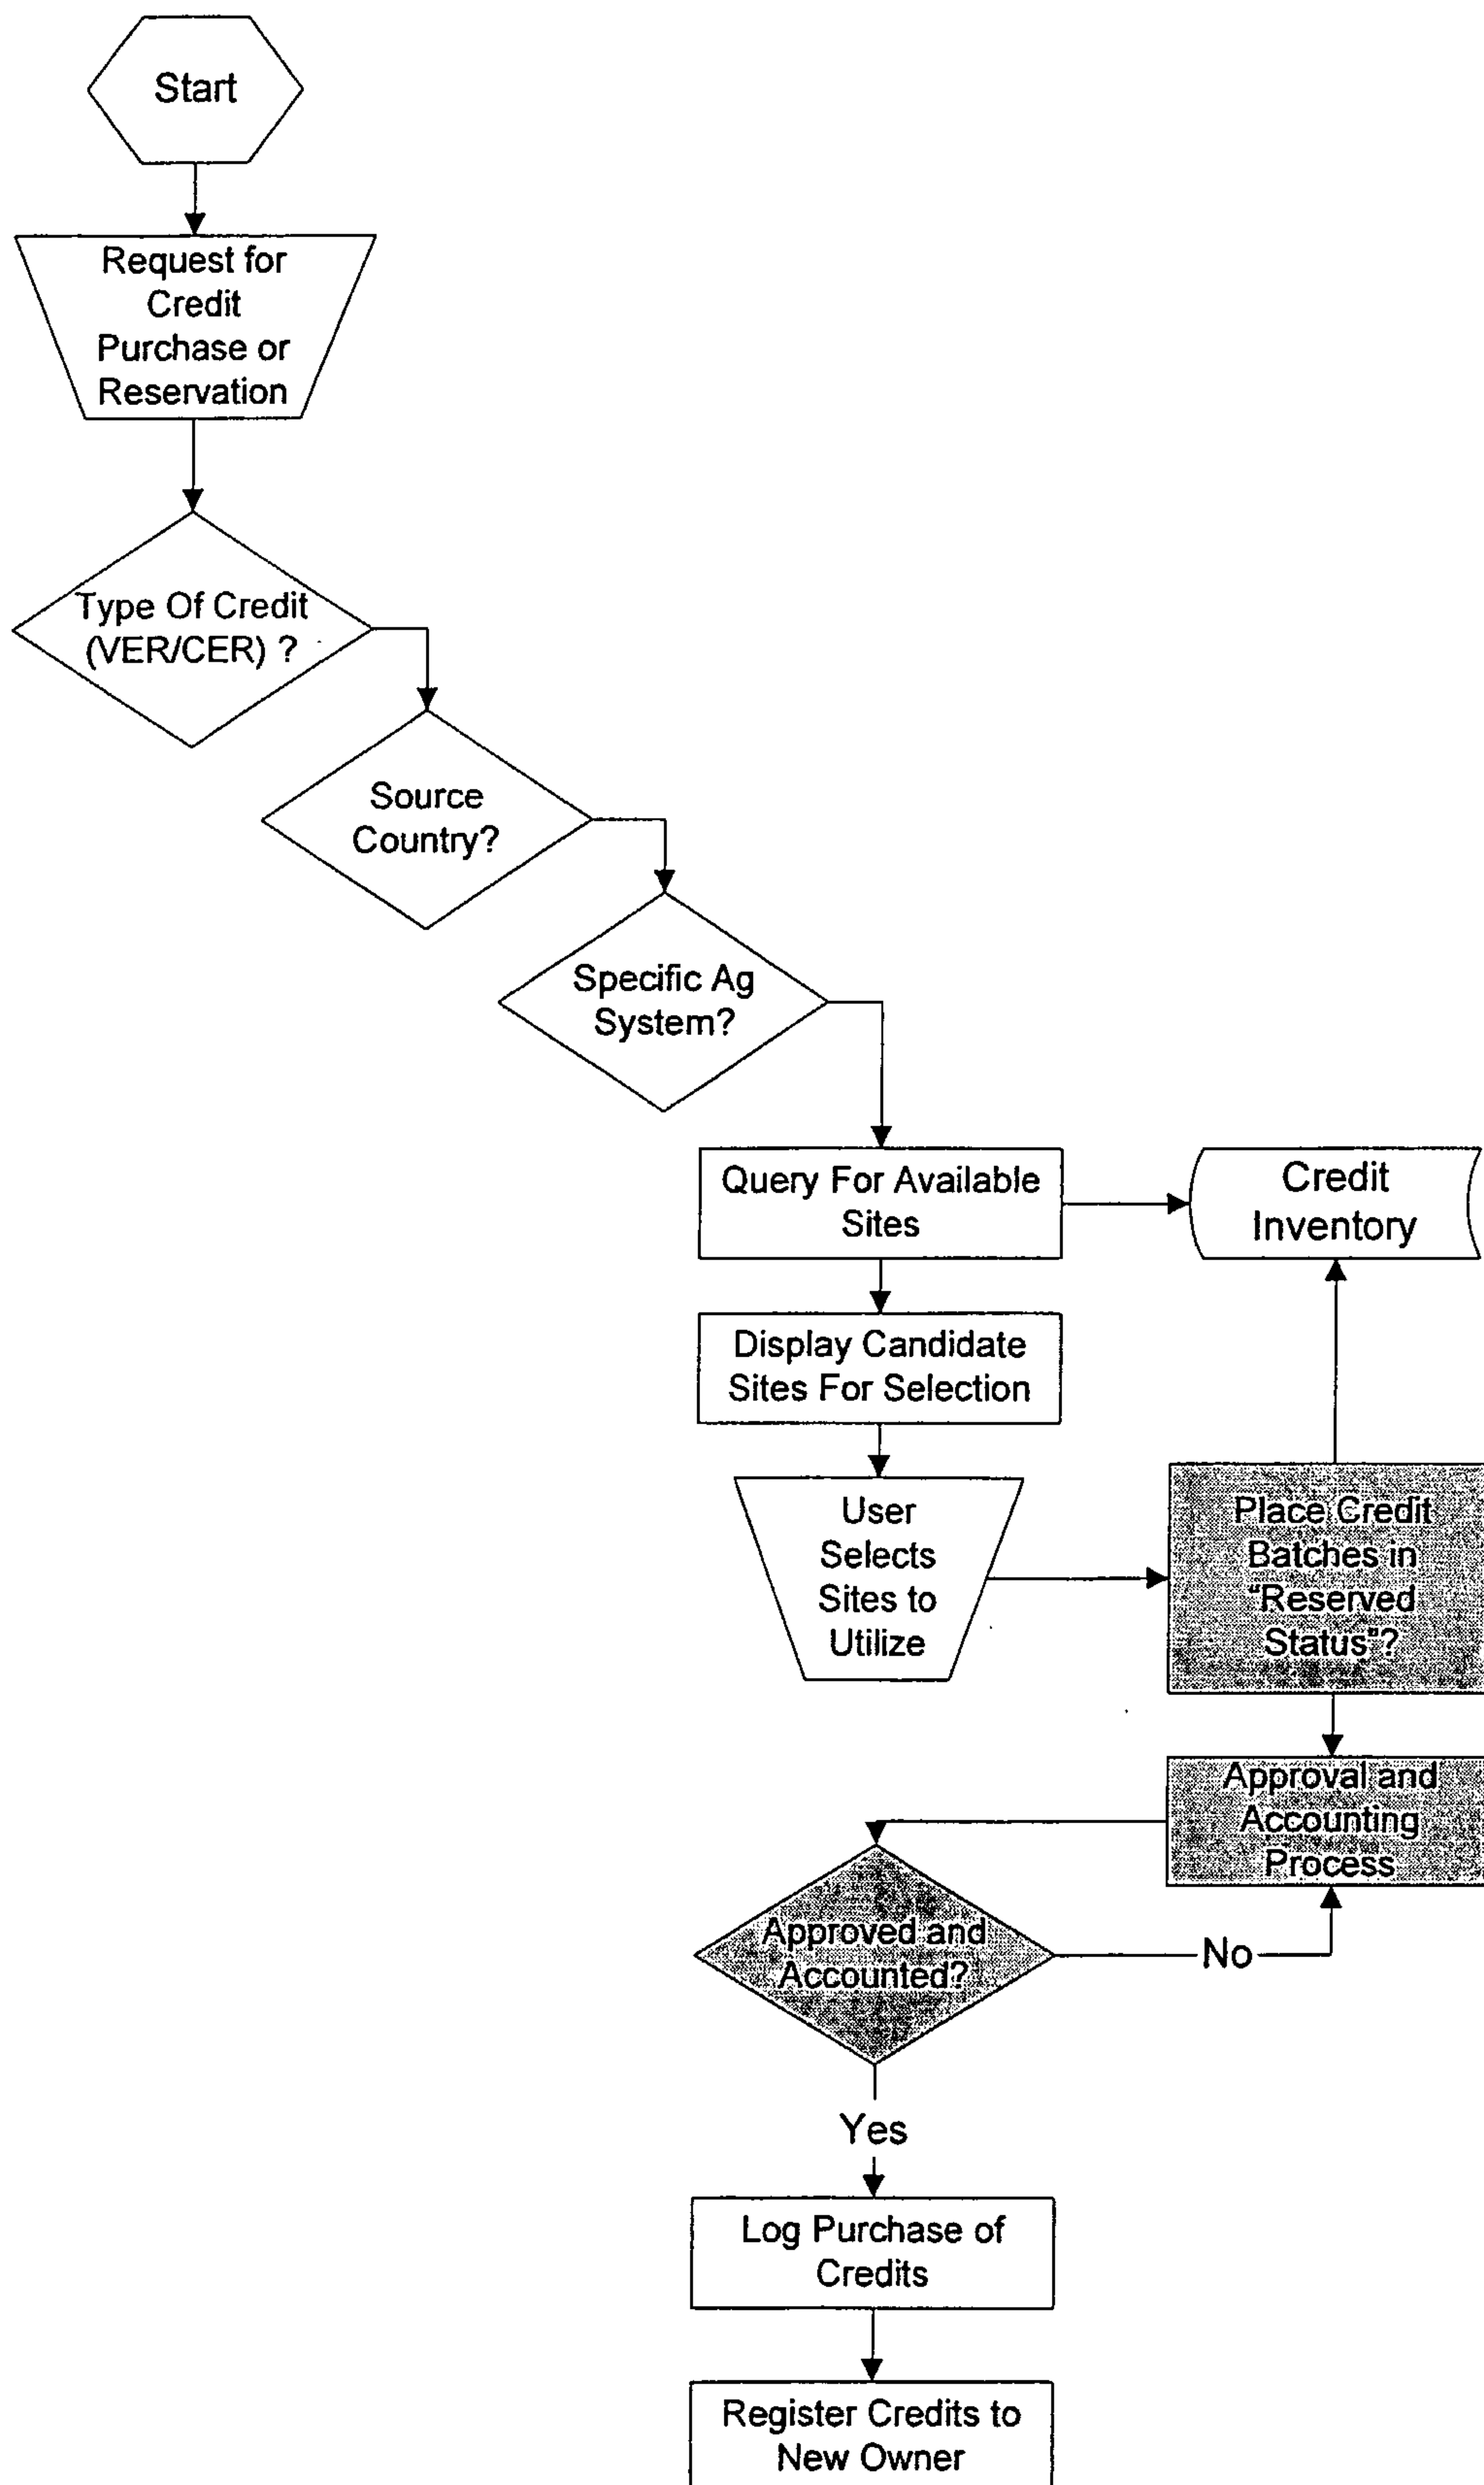 Start
Request for
Credit
Purchase or
Reservation
Type Of Credit
(VER/CER) ?
Source
Country?
Specific Ag
System?
Query For Available
Sites
Credit
Inventory
Display Candidate
Sites For Selection
User
Selects
Sites to
Utilize
Place Credit
Batches in
"Reserved
Status"?
Approval and
Accounting
Process
Approved and
Accounted?
No
Yes
Log Purchase of
Credits
Register Credits to
New Owner